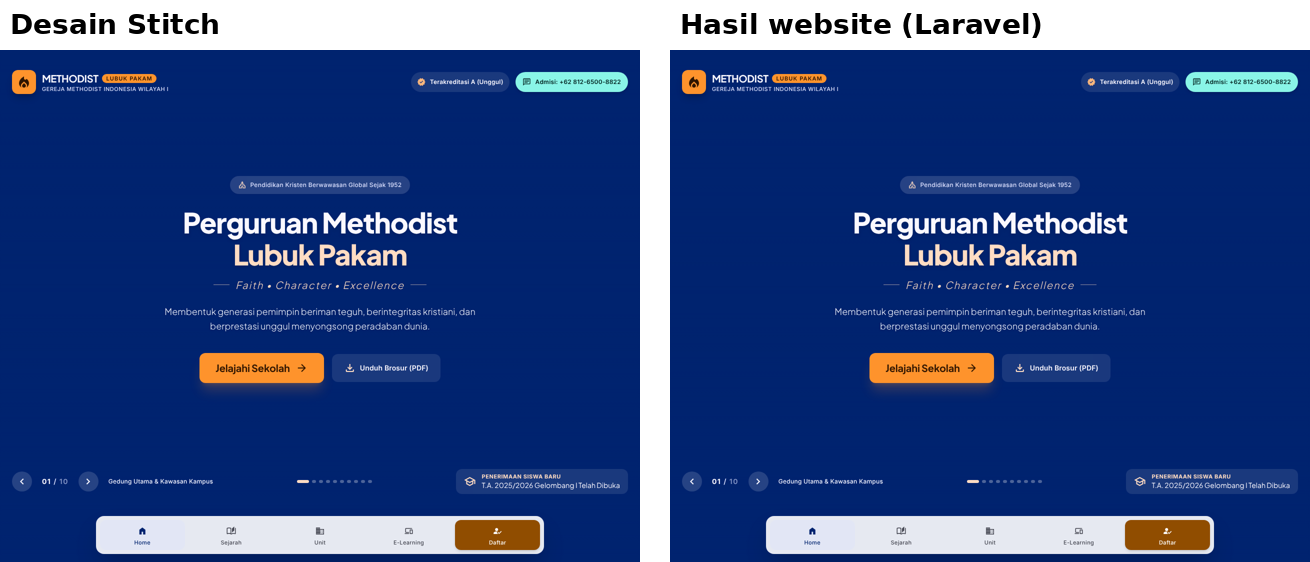 Desain Stitch
METHODIST LUBUK PAKAM
GEREJA METHODIST INDONESIA WILAYAH I
Terakreditasi A (Unggul)
Admisi: +62 812-6500-8822
Pendidikan Kristen Berwawasan Global Sejak 1952
Perguruan Methodist
Lubuk Pakam
Faith • Character • Excellence
Membentuk generasi pemimpin beriman teguh, berintegritas kristiani, dan
berprestasi unggul menyongsong peradaban dunia.
Jelajahi Sekolah
Unduh Brosur (PDF)
01 / 10
Gedung Utama & Kawasan Kampus
PENERIMAAN SISWA BARU
T.A. 2025/2026 Gelombang I Telah Dibuka
Home
Sejarah
Unit
E-Learning
Daftar
Hasil website (Laravel)
METHODIST LUBUK PAKAM
GEREJA METHODIST INDONESIA WILAYAH I
Terakreditasi A (Unggul)
Admisi: +62 812-6500-8822
Pendidikan Kristen Berwawasan Global Sejak 1952
Perguruan Methodist
Lubuk Pakam
Faith • Character • Excellence
Membentuk generasi pemimpin beriman teguh, berintegritas kristiani, dan
berprestasi unggul menyongsong peradaban dunia.
Jelajahi Sekolah
Unduh Brosur (PDF)
01 / 10
Gedung Utama & Kawasan Kampus
PENERIMAAN SISWA BARU
T.A. 2025/2026 Gelombang I Telah Dibuka
Home
Sejarah
Unit
E-Learning
Daftar